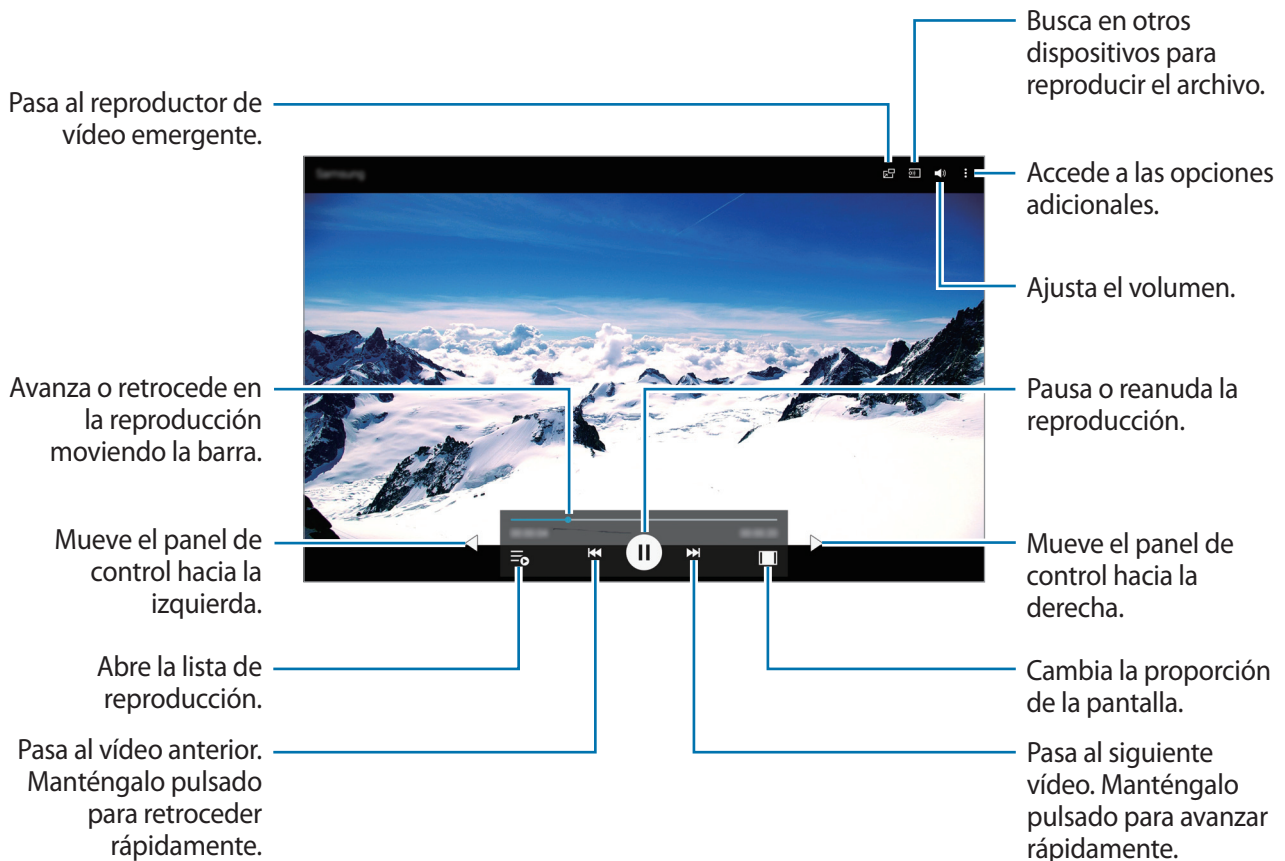 Busca en otros
dispositivos para
reproducir el archivo.
Pasa al reproductor de
vídeo emergente.
Samsung
Accede a las opciones
adicionales.
Ajusta el volumen.
Avanza o retrocede en
la reproducción
moviendo la barra.
Pausa o reanuda la
reproducción.
Mueve el panel de
control hacia la
izquierda.
Mueve el panel de
control hacia la
derecha.
Abre la lista de
reproducción.
Cambia la proporción
de la pantalla.
Pasa al vídeo anterior.
Manténgalo pulsado
para retroceder
rápidamente.
Pasa al siguiente
vídeo. Manténgalo
pulsado para avanzar
rápidamente.